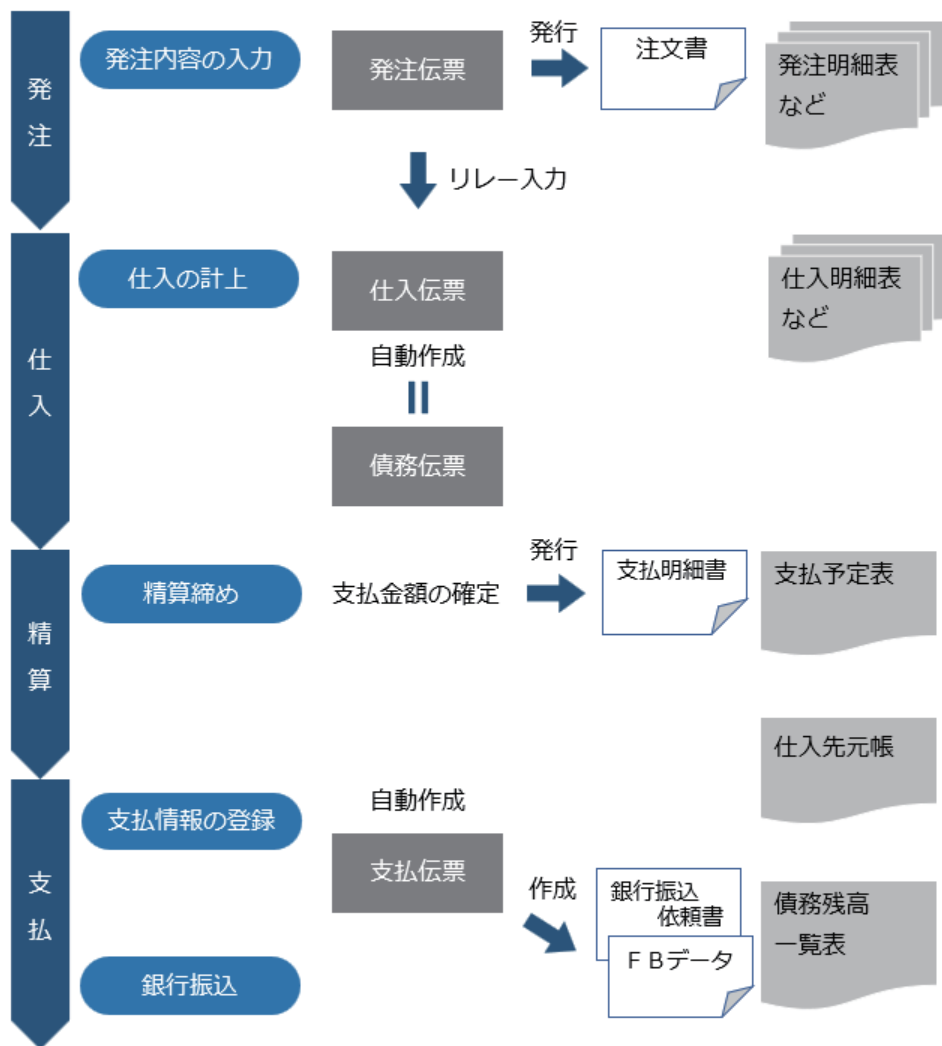 発注
発注内容の入力
発注伝票
発行
注文書
発注明細表
など
リレー入力
仕入
仕入の計上
仕入伝票
仕入明細表
など
自動作成
債務伝票
精算
精算締め
支払金額の確定
発行
支払明細書
支払予定表
仕入先元帳
支払
支払情報の登録
自動作成
支払伝票
作成
銀行振込
依頼書
ＦＢデータ
債務残高
一覧表
銀行振込